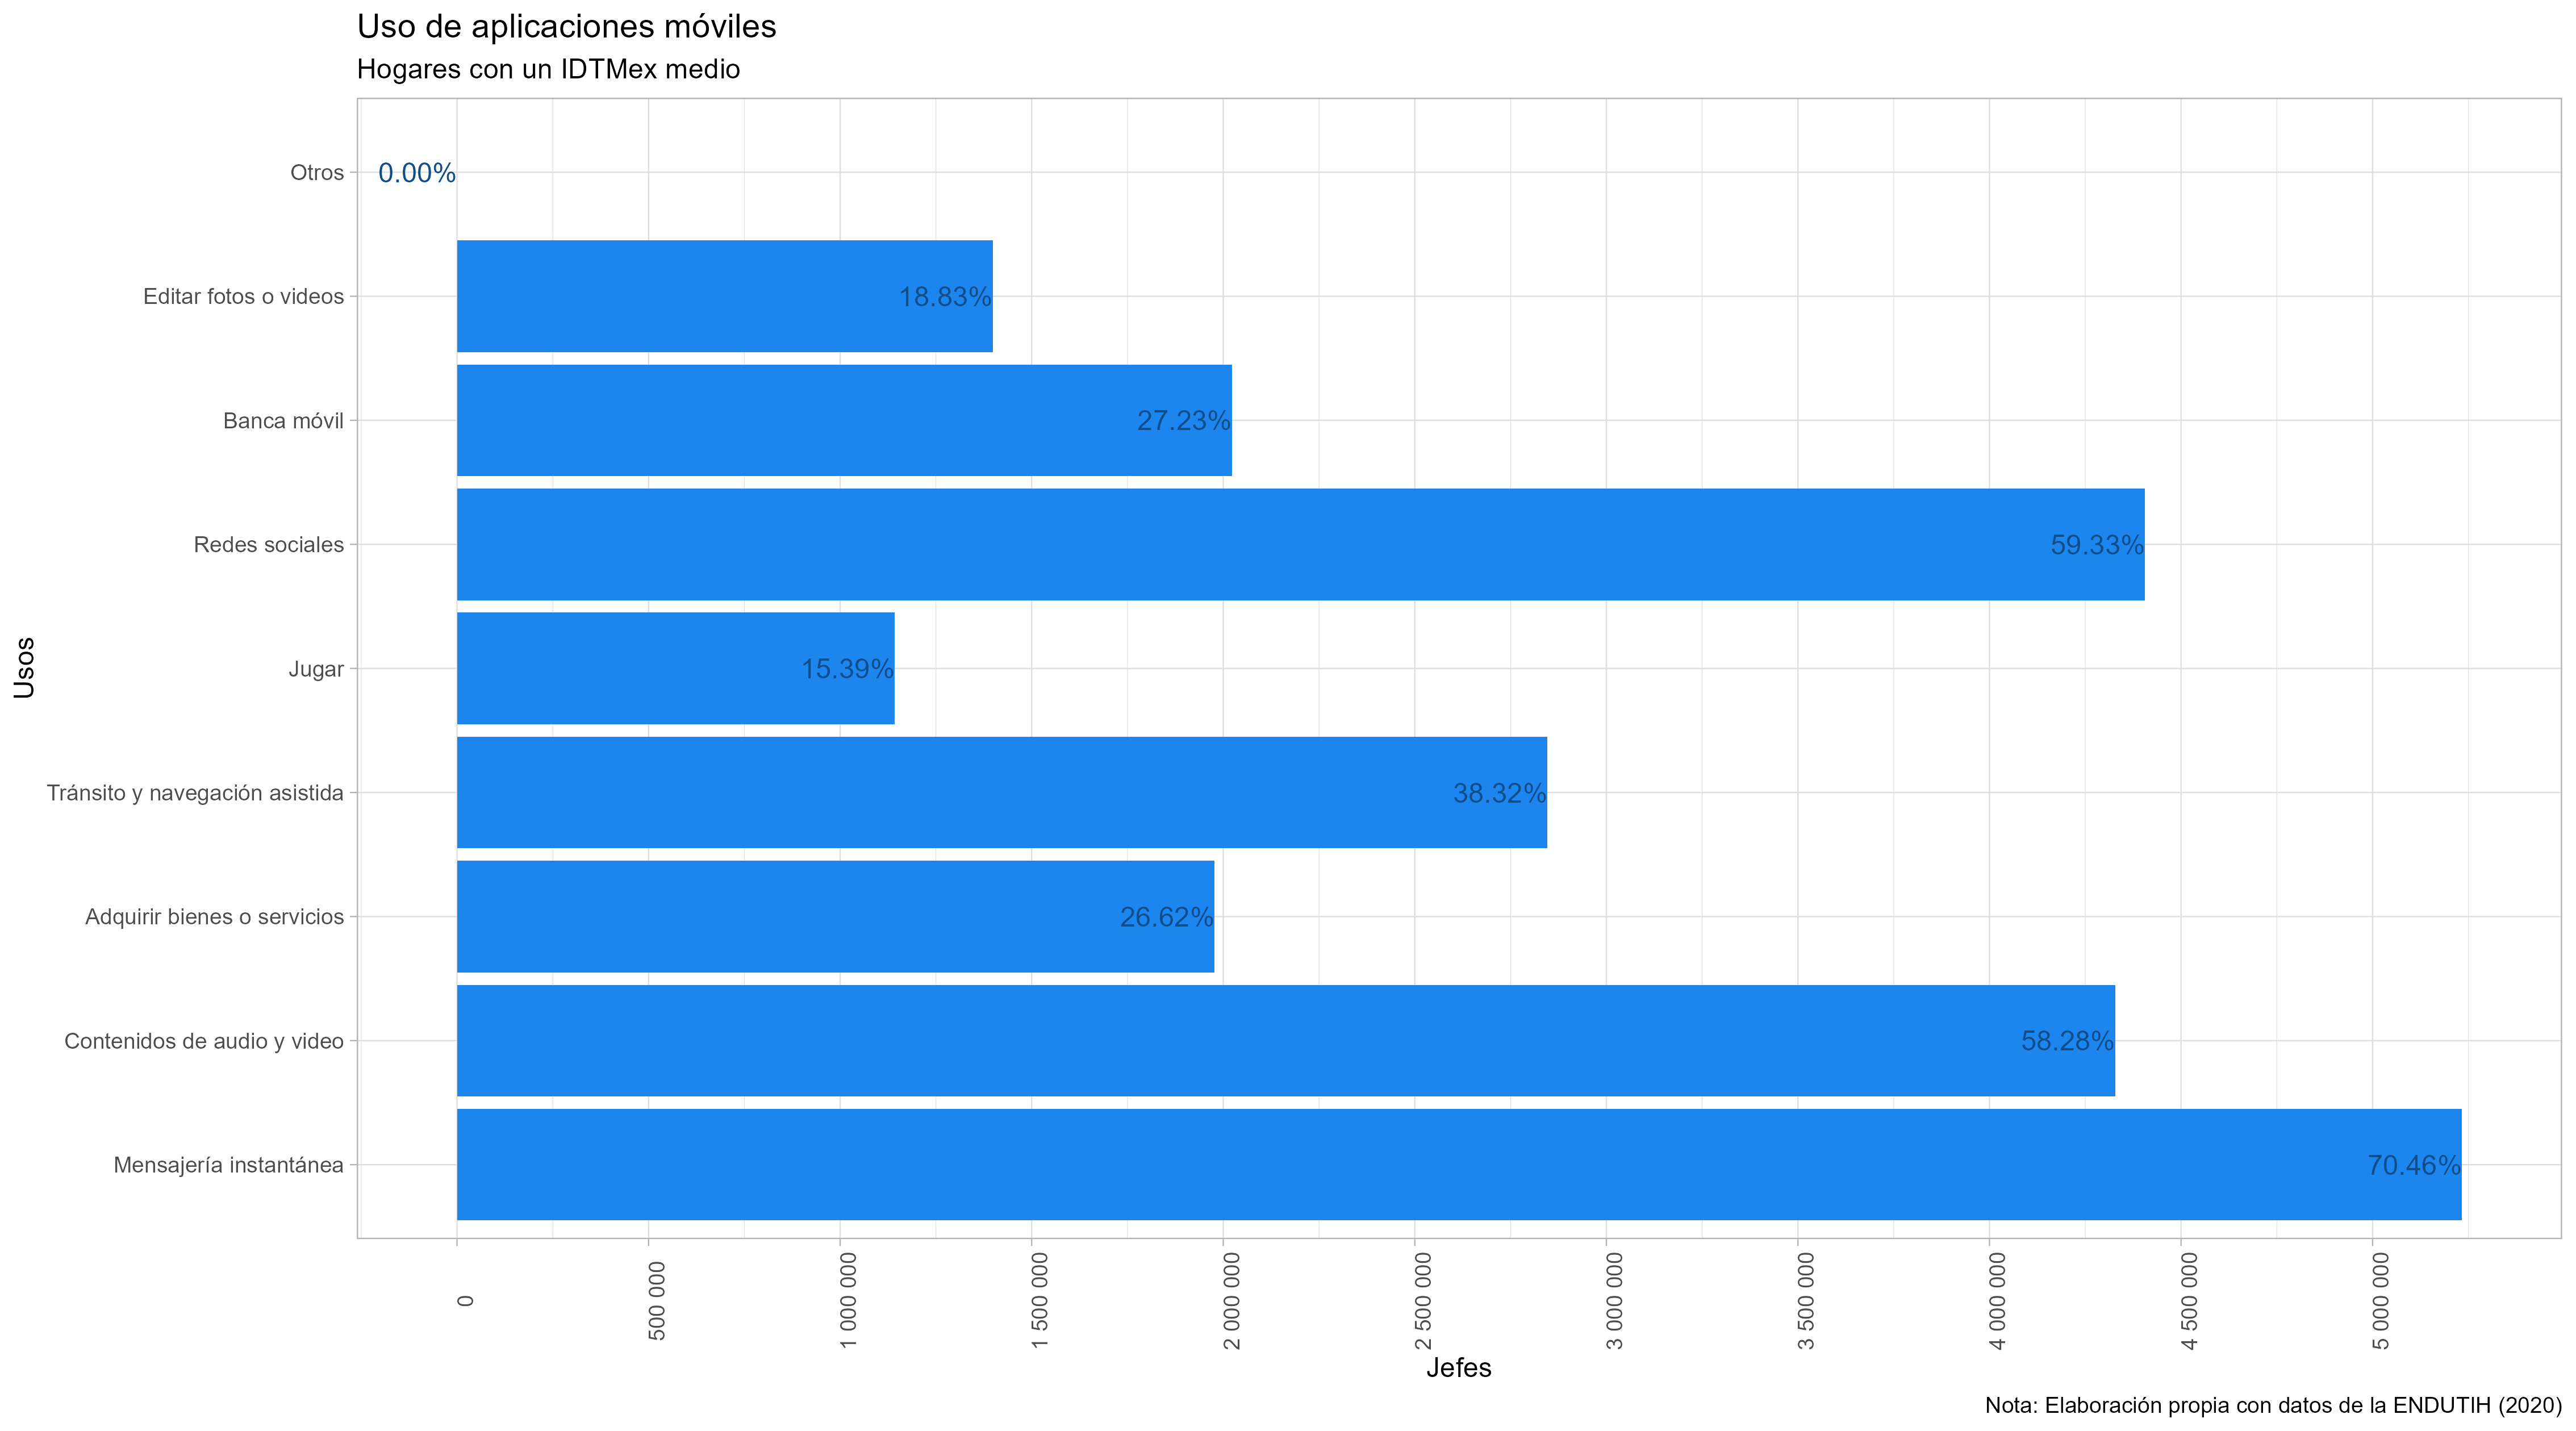 Uso de aplicaciones móviles
Hogares con un IDTMex medio
Usos
Otros
0.00%
Editar fotos o videos
18.83%
Banca móvil
27.23%
Redes sociales
59.33%
Jugar
15.39%
Tránsito y navegación asistida
38.32%
Adquirir bienes o servicios
26.62%
Contenidos de audio y video
58.28%
Mensajería instantánea
70.46%
0
500 000
1 000 000
1 500 000
2 000 000
2 500 000
3 000 000
3 500 000
4 000 000
4 500 000
5 000 000
Jefes
Nota: Elaboración propia con datos de la ENDUTIH (2020)